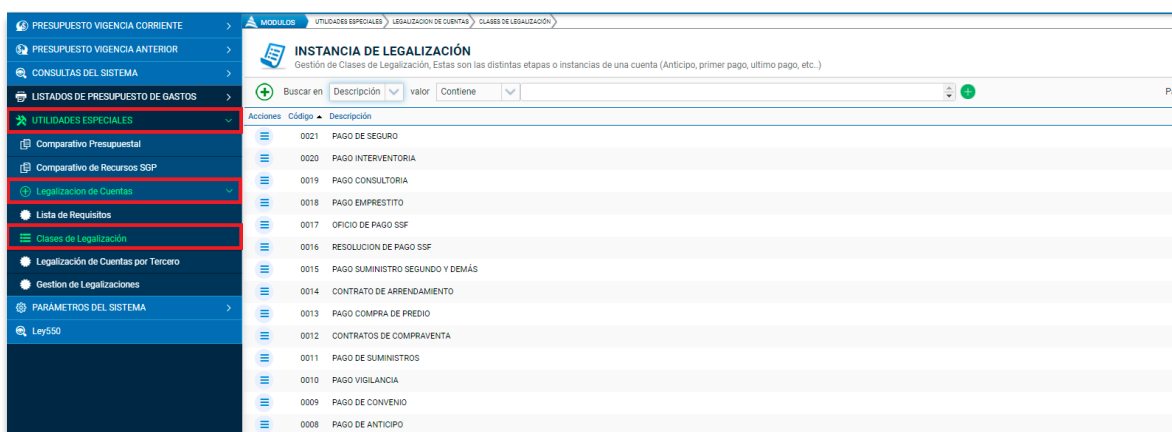 PRESUPUESTO VIGENCIA CORRIENTE
PRESUPUESTO VIGENCIA ANTERIOR
CONSULTAS DEL SISTEMA
LISTADOS DE PRESUPUESTO DE GASTOS
UTILIDADES ESPECIALES
Comparativo Presupuestal
Comparativo de Recursos SGP
Legalizacion de Cuentas
Lista de Requisitos
Clases de Legalización
Legalización de Cuentas por Tercero
Gestion de Legalizaciones
PARÁMETROS DEL SISTEMA
Ley550
MODULOS UTILIDADES ESPECIALES LEGALIZACION DE CUENTAS CLASES DE LEGALIZACIÓN
INSTANCIA DE LEGALIZACIÓN
Gestión de Clases de Legalización, Estas son las distintas etapas o instancias de una cuenta (Anticipo, primer pago, ultimo pago, etc..)
Buscar en Descripción valor Contiene
Acciones Código Descripción
0021 PAGO DE SEGURO
0020 PAGO INTERVENTORIA
0019 PAGO CONSULTORIA
0018 PAGO EMPRESTITO
0017 OFICIO DE PAGO SSF
0016 RESOLUCION DE PAGO SSF
0015 PAGO SUMINISTRO SEGUNDO Y DEMÁS
0014 CONTRATO DE ARRENDAMIENTO
0013 PAGO COMPRA DE PREDIO
0012 CONTRATOS DE COMPRAVENTA
0011 PAGO DE SUMINISTROS
0010 PAGO VIGILANCIA
0009 PAGO DE CONVENIO
0008 PAGO DE ANTICIPO